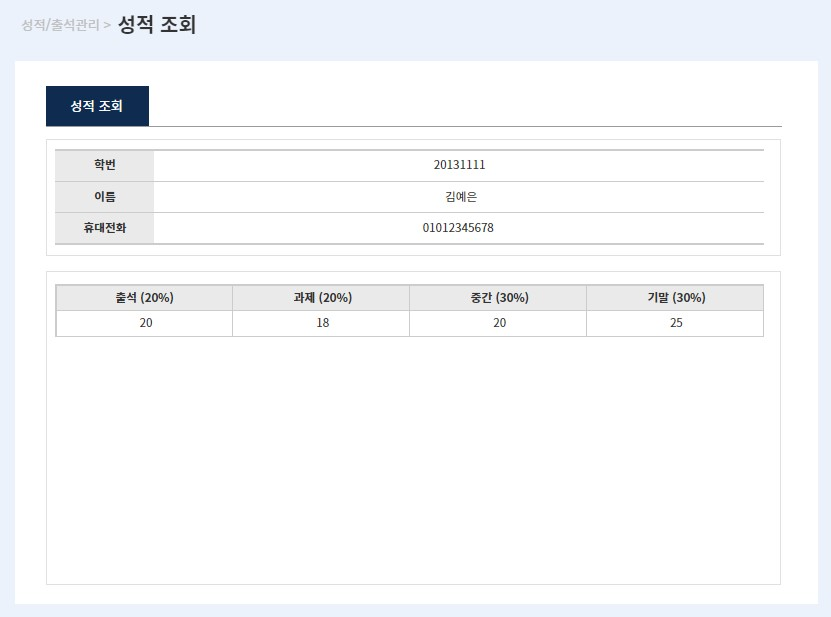 성적/출석관리 > 성적 조회
성적 조회
학번 20131111
이름 김예은
휴대전화 01012345678
출석 (20%) 과제 (20%) 중간 (30%) 기말 (30%)
20 18 20 25